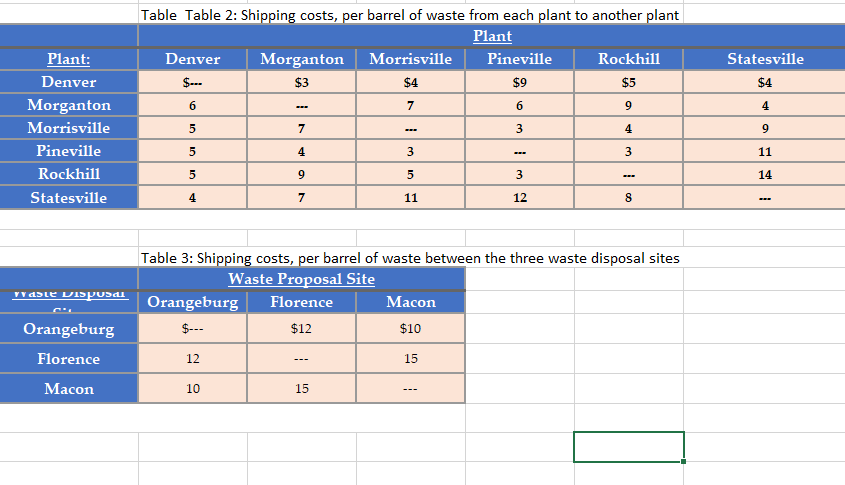 Table  Table 2: Shipping costs, per barrel of waste from each plant to another plant
Plant
Plant: Denver Morganton Morrisville Pineville Rockhill Statesville
Denver $--- $3 $4 $9 $5 $4
Morganton 6 --- 7 6 9 4
Morrisville 5 7 --- 3 4 9
Pineville 5 4 3 --- 3 11
Rockhill 5 9 5 3 --- 14
Statesville 4 7 11 12 8 ---
Table 3: Shipping costs, per barrel of waste between the three waste disposal sites
Waste Proposal Site
Waste Disposal Orangeburg Florence Macon
Orangeburg $--- $12 $10
Florence 12 --- 15
Macon 10 15 ---